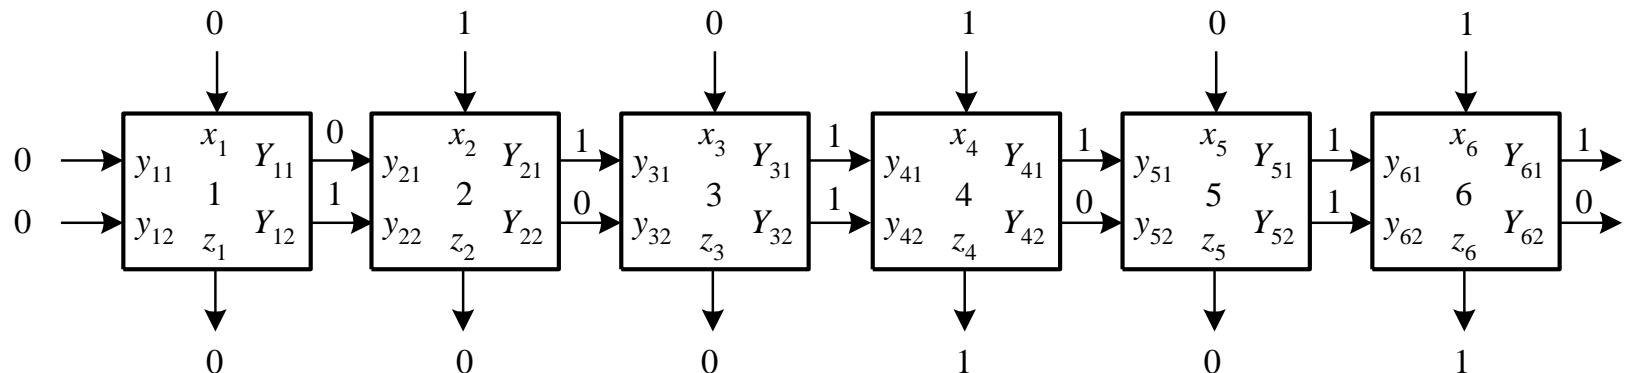 0 1 0 1 0 1
x₁ x₂ x₃ x₄ x₅ x₆
0 1 1 1 1 1
0 y₁₁ Y₁₁ y₂₁ Y₂₁ y₃₁ Y₃₁ y₄₁ Y₄₁ y₅₁ Y₅₁ y₆₁ Y₆₁
1 1 2 0 3 1 4 0 5 1 6 0
0 y₁₂ Y₁₂ y₂₂ Y₂₂ y₃₂ Y₃₂ y₄₂ Y₄₂ y₅₂ Y₅₂ y₆₂ Y₆₂
z₁ z₂ z₃ z₄ z₅ z₆
0 0 0 1 0 1